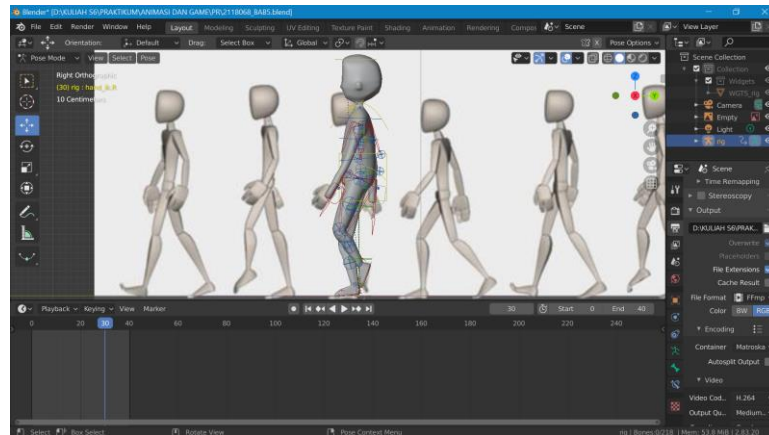 Blender* [D:\KULIAH S6\PRAKTIKUM\ANIMASI DAN GAME\PR\2118068_BAB5.blend]
File Edit Render Window Help Layout Modeling Sculpting UV Editing Texture Paint Shading Animation Rendering Compos Scene View Layer
Orientation: Default Drag: Select Box Global Pose Options
Pose Mode View Select Pose
Right Orthographic
(30) rig : hand_ik.R
10 Centimeters
Scene Collection
Collection
Widgets
WGTS_rig
Camera
Empty
Light
rig
Scene
Time Remapping
Stereoscopy
Output
D:\KULIAH S6\PRAK...
Overwrite
Placeholders
File Extensions
Cache Result
File Format FFmp
Color BW RGB
Encoding
Container Matroska
Autosplit Output
Video
Video Cod.. H.264
Output Qu.. Medium..
Playback Keying View Marker 30 Start 0 End 40
0 20 30 40 60 80 100 120 140 160 180 200 220 240
Select Box Select Rotate View Pose Context Menu rig | Bones:0/218 | Mem: 53.8 MiB | 2.83.20